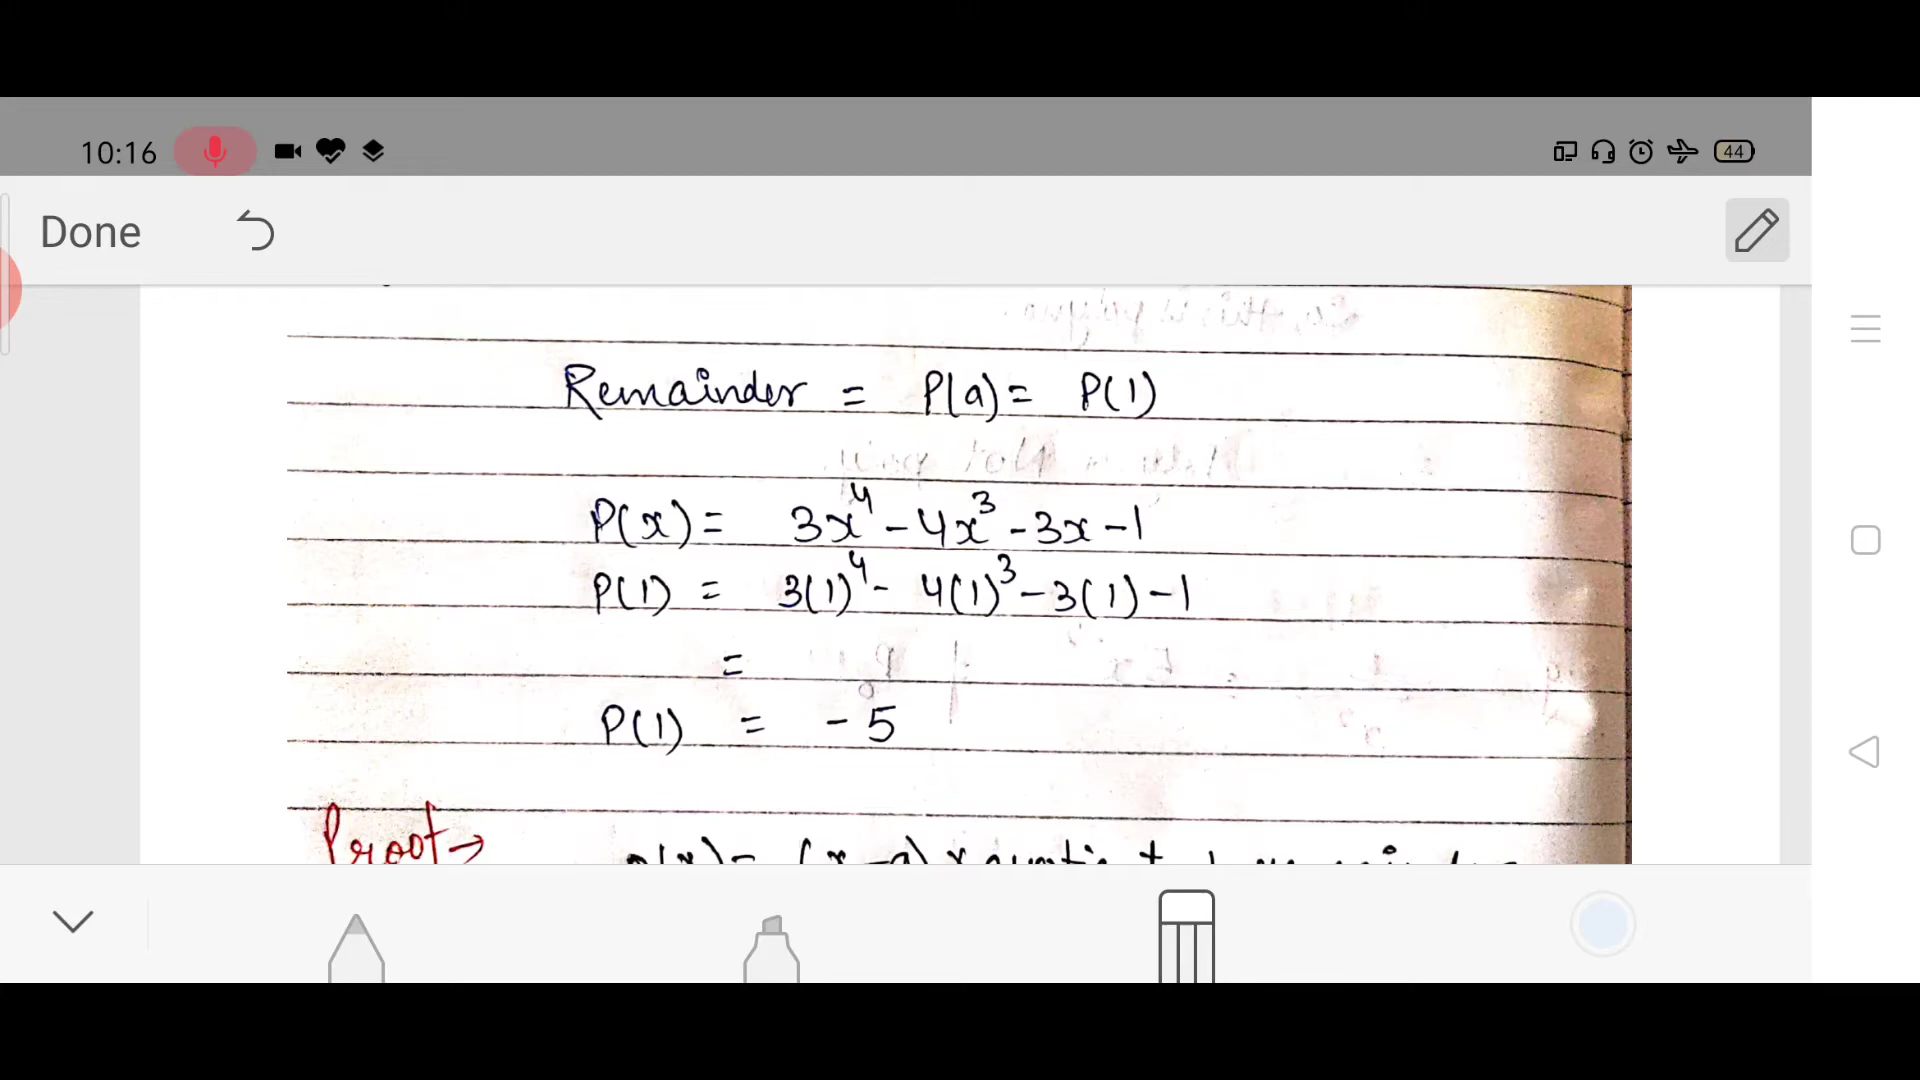 10:16 44
Done
Remainder = P(a) = P(1)
P(x) = 3x⁴ - 4x³ - 3x - 1
P(1) = 3(1)⁴ - 4(1)³ - 3(1) - 1
=
P(1) = - 5
Proof →